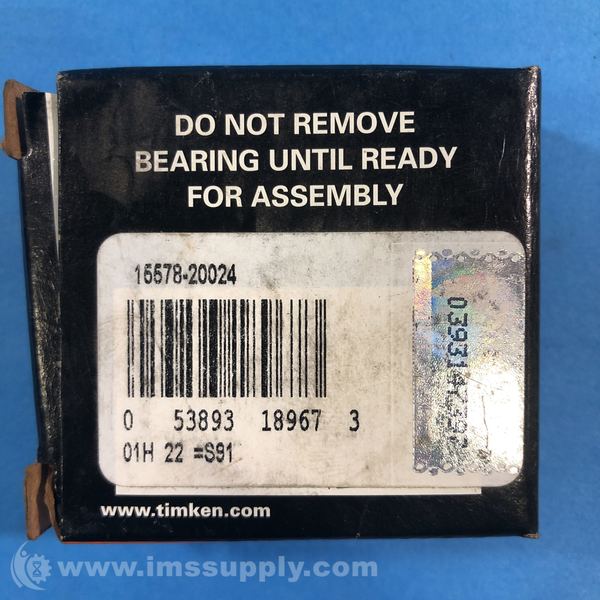 DO NOT REMOVE
BEARING UNTIL READY
FOR ASSEMBLY
15578-20024
0 53893 18967 3
01H 22 =S91
www.timken.com
www.imssupply.com